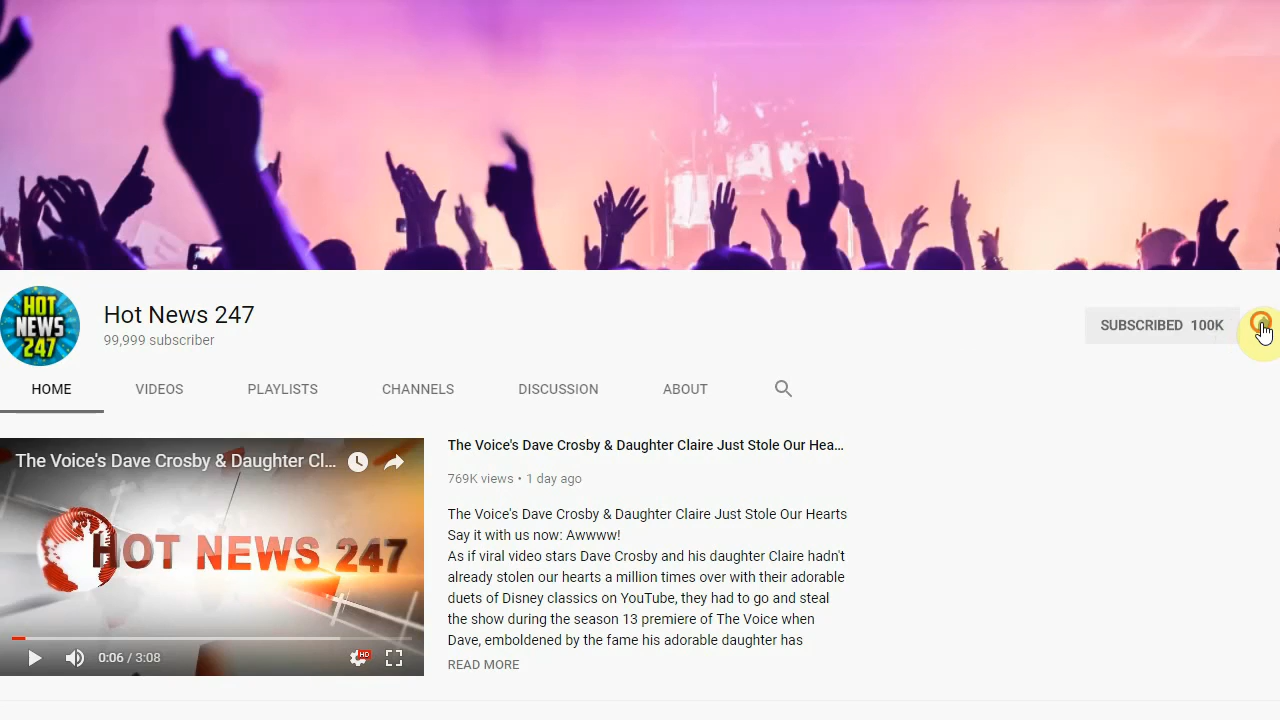 HOT
NEWS
247
Hot News 247
99,999 subscriber
SUBSCRIBED 100K
HOME VIDEOS PLAYLISTS CHANNELS DISCUSSION ABOUT
The Voice's Dave Crosby & Daughter Cl...
HOT NEWS 247
0:06 / 3:08
HD
The Voice's Dave Crosby & Daughter Claire Just Stole Our Hea...
769K views • 1 day ago
The Voice's Dave Crosby & Daughter Claire Just Stole Our Hearts
Say it with us now: Awwww!
As if viral video stars Dave Crosby and his daughter Claire hadn't
already stolen our hearts a million times over with their adorable
duets of Disney classics on YouTube, they had to go and steal
the show during the season 13 premiere of The Voice when
Dave, emboldened by the fame his adorable daughter has
READ MORE